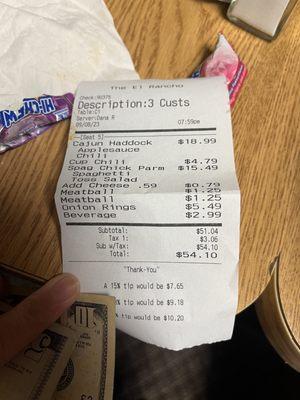 The El Rancho
Check:90375
Description:3 Custs
Table:C1
Server:Dana R
09/08/23 07:59pm
[Seat 5]
Cajun Haddock $18.99
Applesauce
Chili
Cup Chili $4.79
Spag Chick Parm $15.49
Spaghetti
Toss Salad
Add Cheese .59 $0.79
Meatball $1.25
Meatball $1.25
Onion Rings $5.49
Beverage $2.99
Subtotal: $51.04
Tax 1: $3.06
Sub w/Tax: $54.10
Total: $54.10
"Thank-You"
A 15% tip would be $7.65
% tip would be $9.18
% tip would be $10.20
HI-CHEW